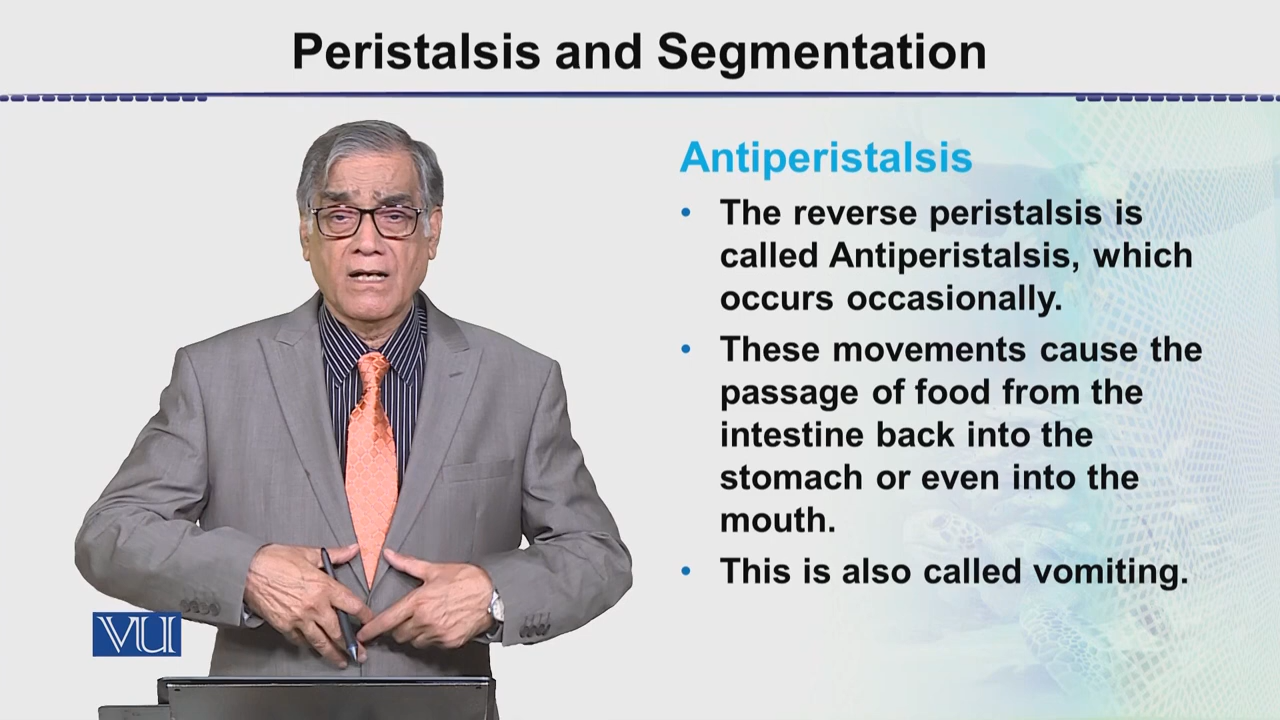 Peristalsis and Segmentation
Antiperistalsis
• The reverse peristalsis is
called Antiperistalsis, which
occurs occasionally.
• These movements cause the
passage of food from the
intestine back into the
stomach or even into the
mouth.
• This is also called vomiting.
VU